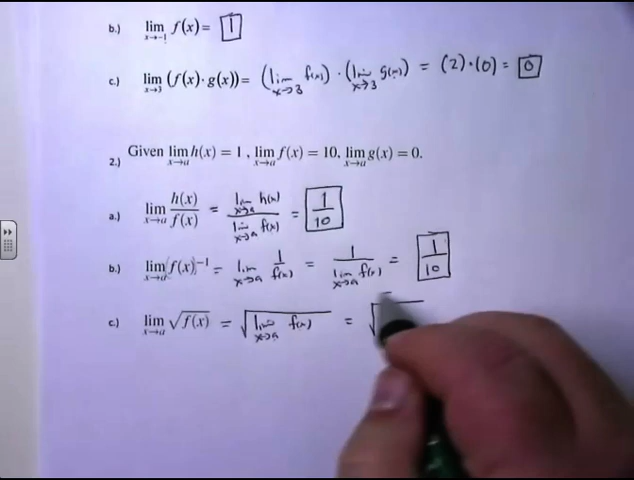 b.) lim x→-1 f(x) = 1
c.) lim x→3 (f(x)·g(x)) = (lim x→3 f(x)) · (lim x→3 g(x)) = (2)·(0) = 0
2.) Given lim x→a h(x) = 1, lim x→a f(x) = 10, lim x→a g(x) = 0.
a.) lim x→a h(x)/f(x) = lim x→a h(x) / lim x→a f(x) = 1/10
b.) lim x→a f(x)^-1 = lim x→a 1/f(x) = 1 / lim x→a f(x) = 1/10
c.) lim x→a √f(x) = √lim x→a f(x) = √